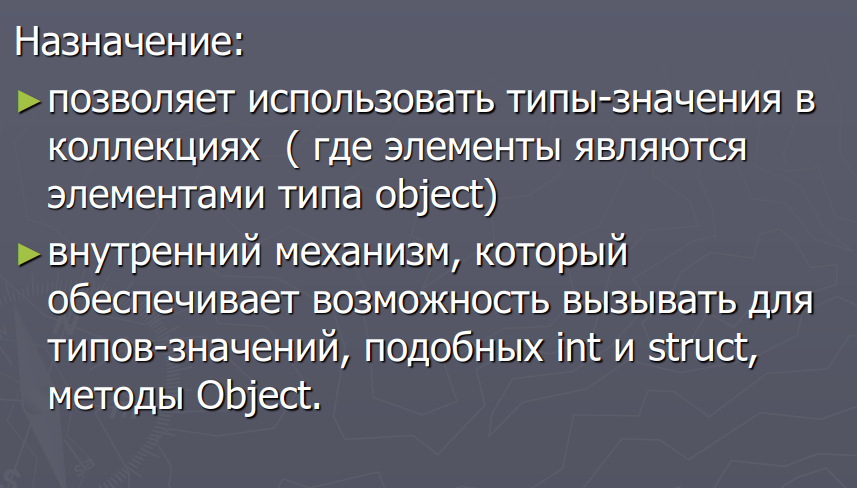 Назначение:
►позволяет использовать типы-значения в
коллекциях ( где элементы являются
элементами типа object)
►внутренний механизм, который
обеспечивает возможность вызывать для
типов-значений, подобных int и struct,
методы Object.